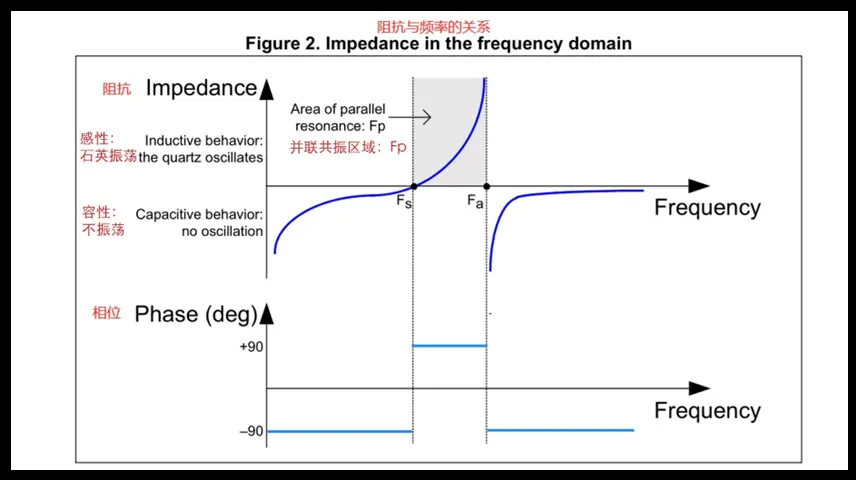 阻抗与频率的关系
Figure 2. Impedance in the frequency domain
阻抗 Impedance
Area of parallel
resonance: Fp
并联共振区域：Fp
感性：
石英振荡
Inductive behavior:
the quartz oscillates
Fs
Fa
Frequency
容性：
不振荡
Capacitive behavior:
no oscillation
相位 Phase (deg)
+90
Frequency
–90